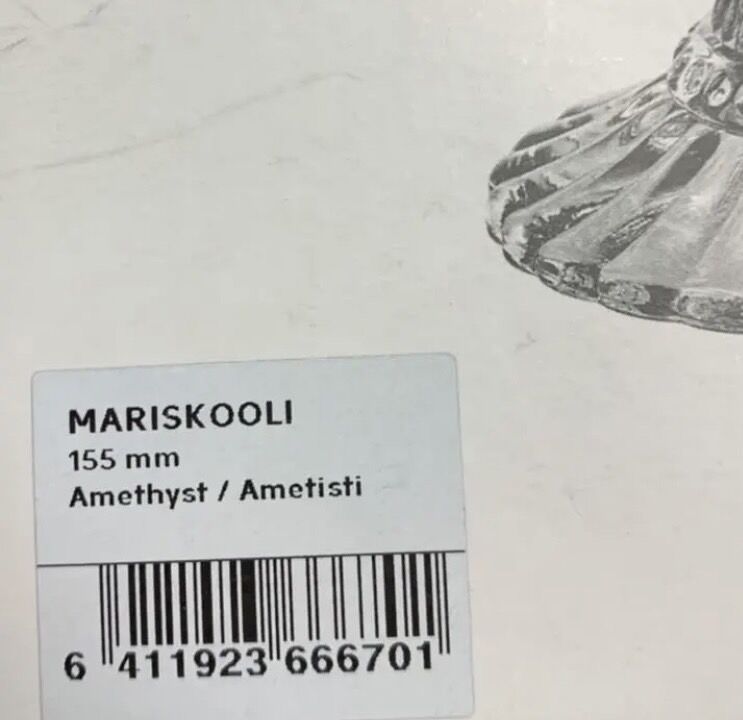 MARISKOOLI
155 mm
Amethyst / Ametisti
6 411923 666701